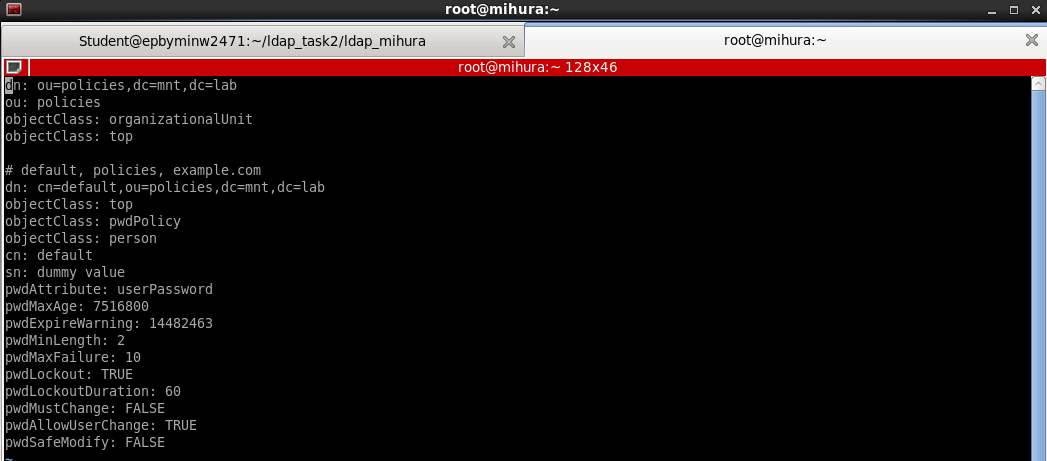 root@mihura:~
Student@epbyminw2471:~/ldap_task2/ldap_mihura
root@mihura:~
root@mihura:~ 128x46
dn: ou=policies,dc=mnt,dc=lab
ou: policies
objectClass: organizationalUnit
objectClass: top

# default, policies, example.com
dn: cn=default,ou=policies,dc=mnt,dc=lab
objectClass: top
objectClass: pwdPolicy
objectClass: person
cn: default
sn: dummy value
pwdAttribute: userPassword
pwdMaxAge: 7516800
pwdExpireWarning: 14482463
pwdMinLength: 2
pwdMaxFailure: 10
pwdLockout: TRUE
pwdLockoutDuration: 60
pwdMustChange: FALSE
pwdAllowUserChange: TRUE
pwdSafeModify: FALSE
~